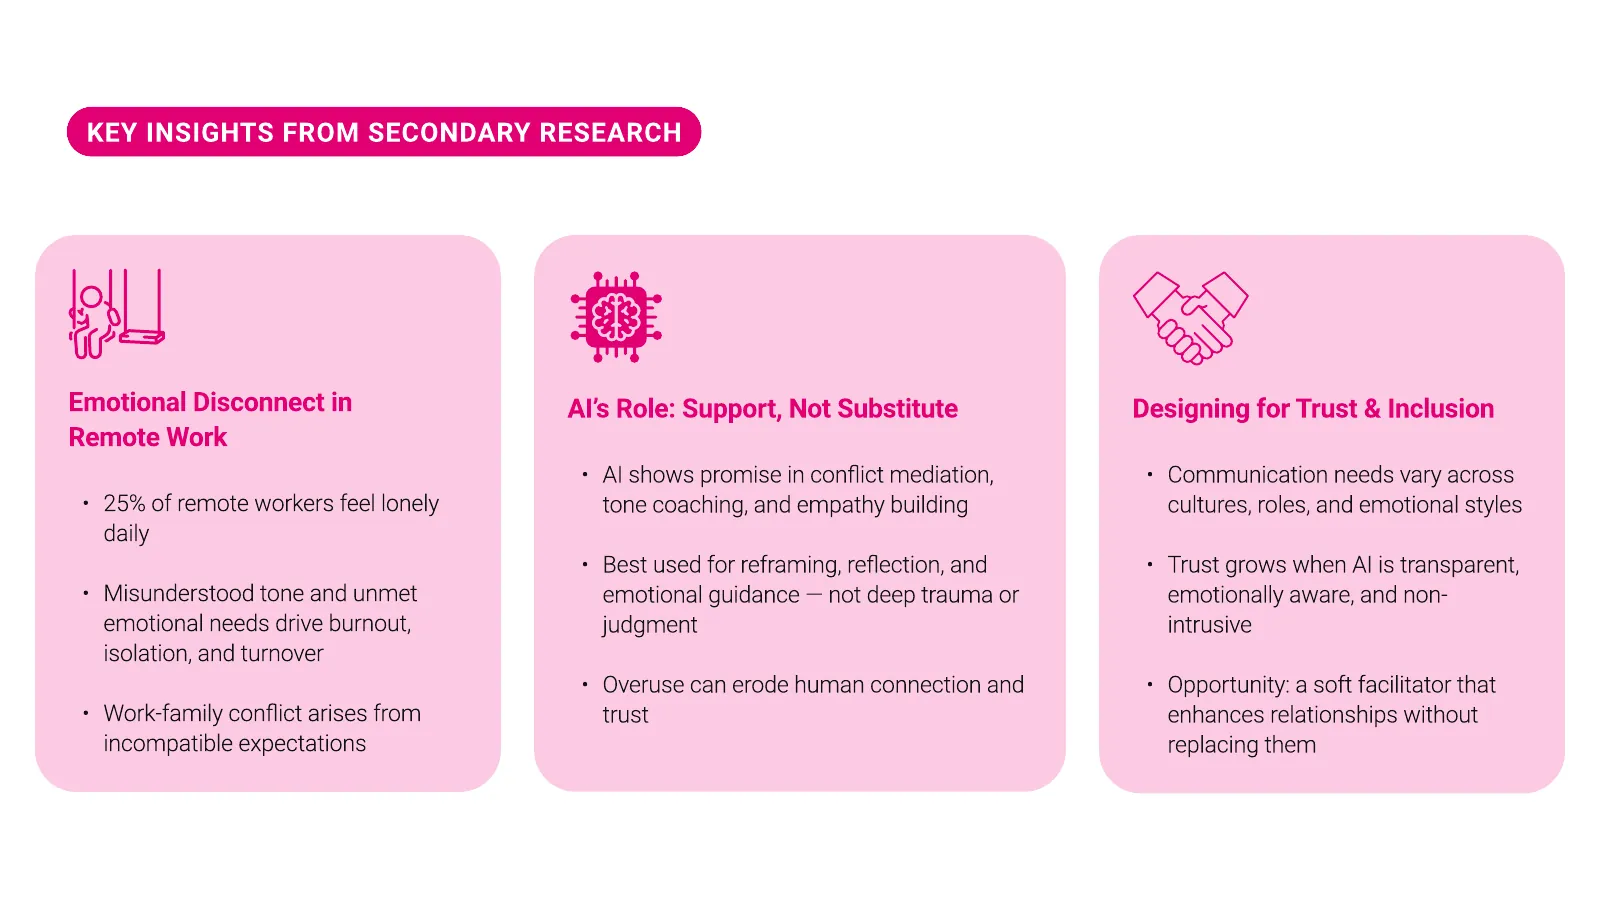 KEY INSIGHTS FROM SECONDARY RESEARCH
Emotional Disconnect in
Remote Work
• 25% of remote workers feel lonely
daily
• Misunderstood tone and unmet
emotional needs drive burnout,
isolation, and turnover
• Work-family conflict arises from
incompatible expectations
AI’s Role: Support, Not Substitute
• AI shows promise in conflict mediation,
tone coaching, and empathy building
• Best used for reframing, reflection, and
emotional guidance — not deep trauma or
judgment
• Overuse can erode human connection and
trust
Designing for Trust & Inclusion
• Communication needs vary across
cultures, roles, and emotional styles
• Trust grows when AI is transparent,
emotionally aware, and non-
intrusive
• Opportunity: a soft facilitator that
enhances relationships without
replacing them